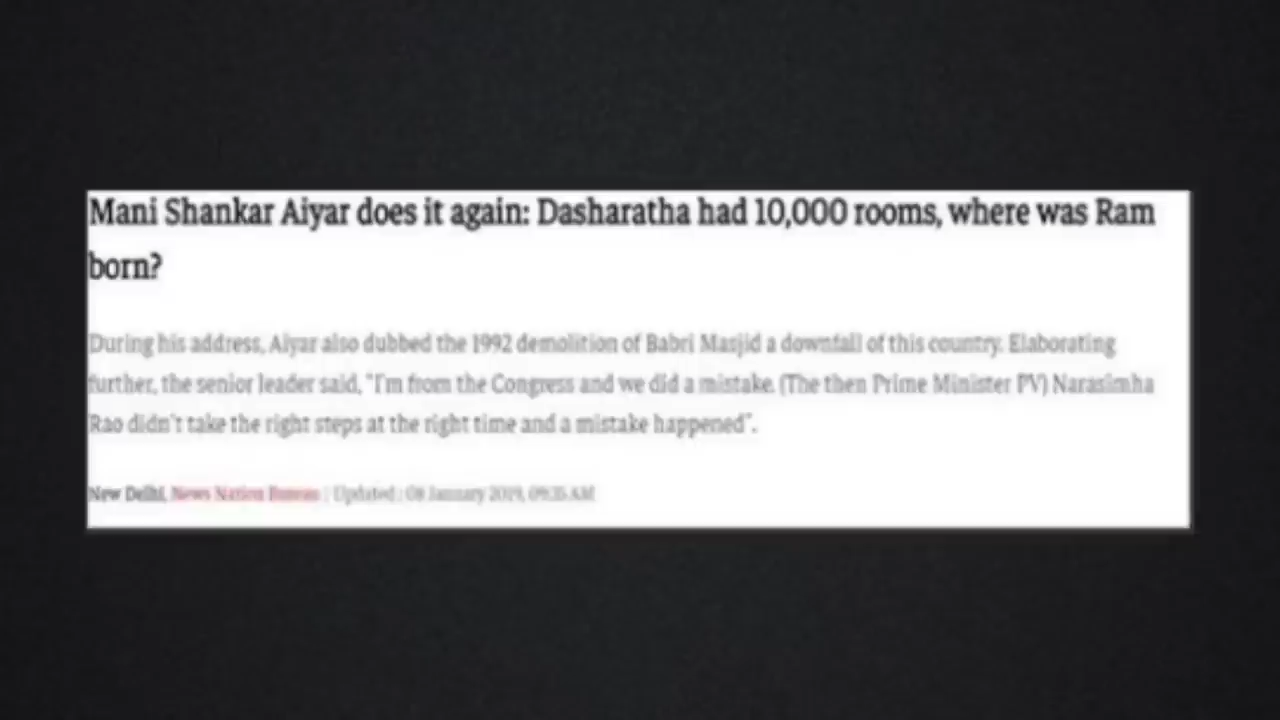 Mani Shankar Aiyar does it again: Dasharatha had 10,000 rooms, where was Ram
born?
During his address, Aiyar also dubbed the 1992 demolition of Babri Masjid a downfall of this country. Elaborating
further, the senior leader said, "I'm from the Congress and we did a mistake. (The then Prime Minister PV) Narasimha
Rao didn't take the right steps at the right time and a mistake happened".
New Delhi, News Nation Bureau | Updated : 08 January 2019, 09:35 AM